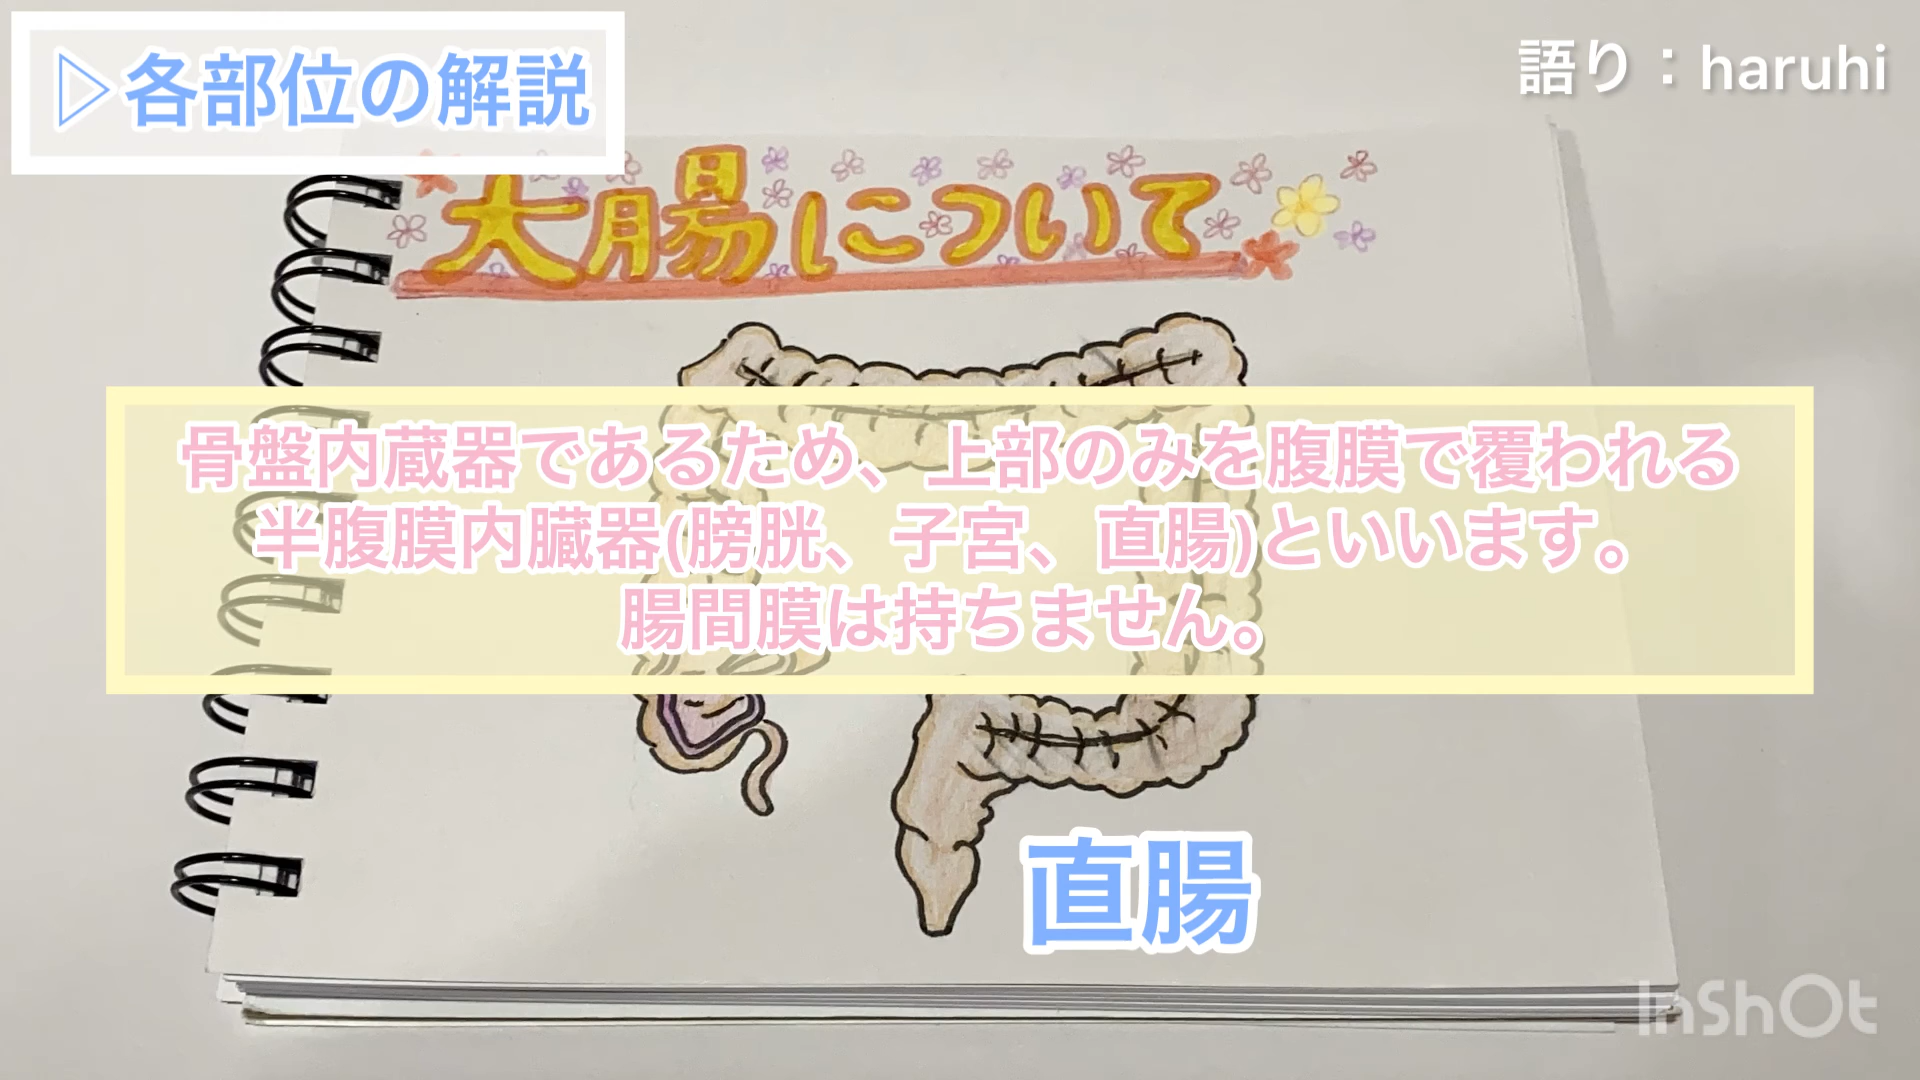 ▷各部位の解説
語り：haruhi
大腸について
骨盤内蔵器であるため、上部のみを腹膜で覆われる
半腹膜内臓器(膀胱、子宮、直腸)といいます。
腸間膜は持ちません。
直腸
InShOt